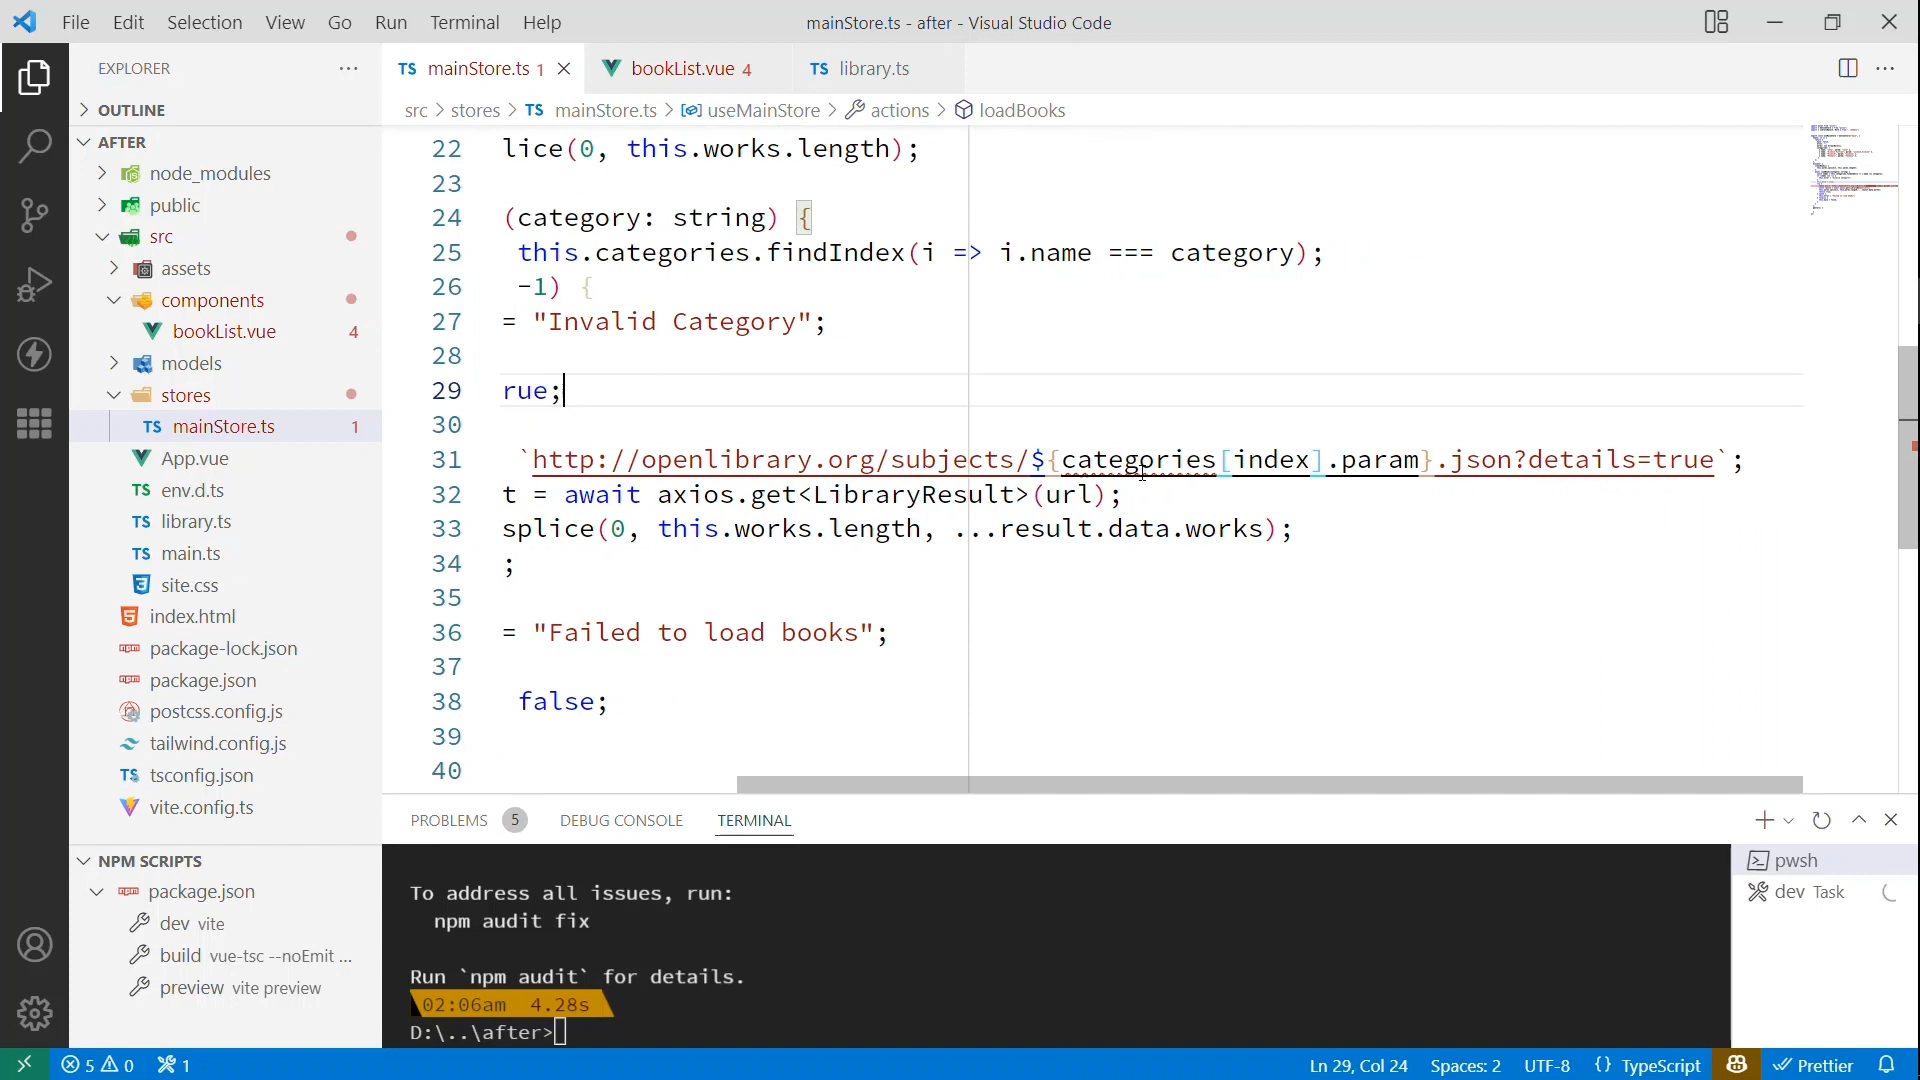 File Edit Selection View Go Run Terminal Help
mainStore.ts - after - Visual Studio Code
EXPLORER
OUTLINE
AFTER
node_modules
public
src
assets
components
bookList.vue 4
models
stores
TS mainStore.ts 1
App.vue
TS env.d.ts
TS library.ts
TS main.ts
site.css
index.html
package-lock.json
package.json
postcss.config.js
tailwind.config.js
TS tsconfig.json
vite.config.ts
NPM SCRIPTS
package.json
dev vite
build vue-tsc --noEmit ...
preview vite preview
TS mainStore.ts 1
bookList.vue 4
TS library.ts
src > stores > TS mainStore.ts > useMainStore > actions > loadBooks
22 lice(0, this.works.length);
23
24 (category: string) {
25 this.categories.findIndex(i => i.name === category);
26 -1) {
27 = "Invalid Category";
28
29 rue;
30
31 `http://openlibrary.org/subjects/${categories[index].param}.json?details=true`;
32 t = await axios.get<LibraryResult>(url);
33 splice(0, this.works.length, ...result.data.works);
34 ;
35
36 = "Failed to load books";
37
38 false;
39
40
PROBLEMS 5 DEBUG CONSOLE TERMINAL
To address all issues, run:
npm audit fix
Run `npm audit` for details.
02:06am 4.28s
D:\..\after>
pwsh
dev Task
5 0 1
Ln 29, Col 24 Spaces: 2 UTF-8 {} TypeScript Prettier